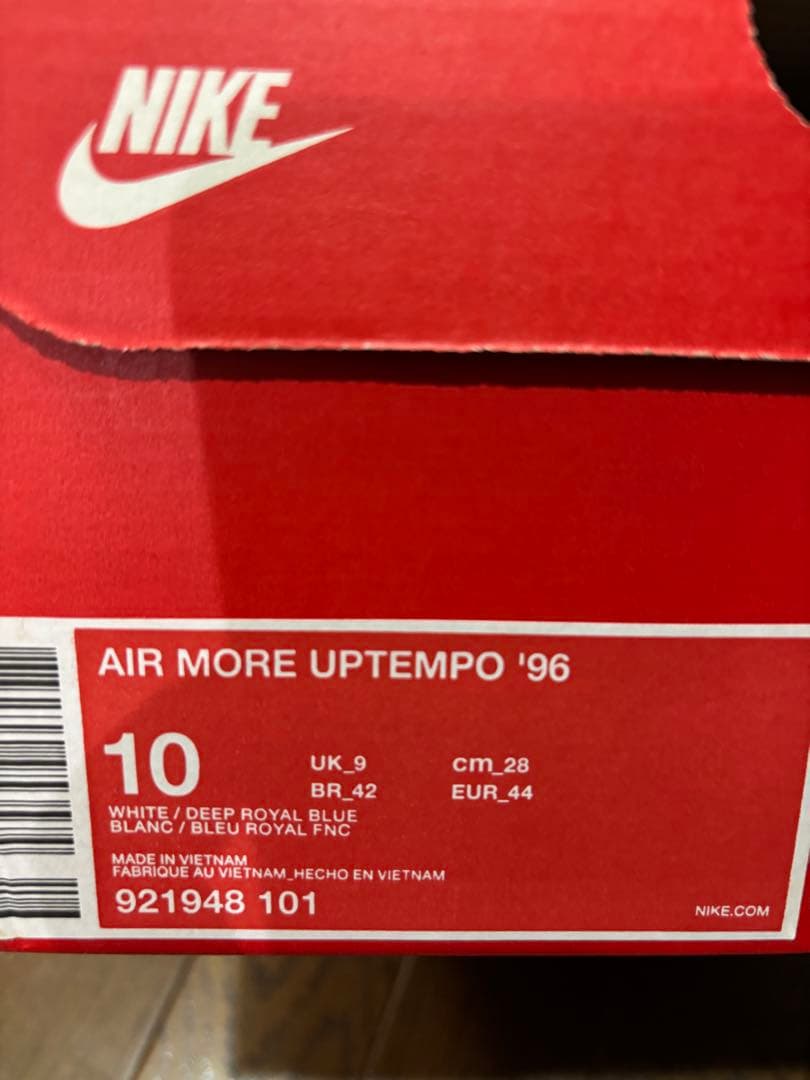 NIKE
AIR MORE UPTEMPO '96
10
UK_9 cm_28
BR_42 EUR_44
WHITE / DEEP ROYAL BLUE
BLANC / BLEU ROYAL FNC
MADE IN VIETNAM
FABRIQUE AU VIETNAM_HECHO EN VIETNAM
921948 101
NIKE.COM